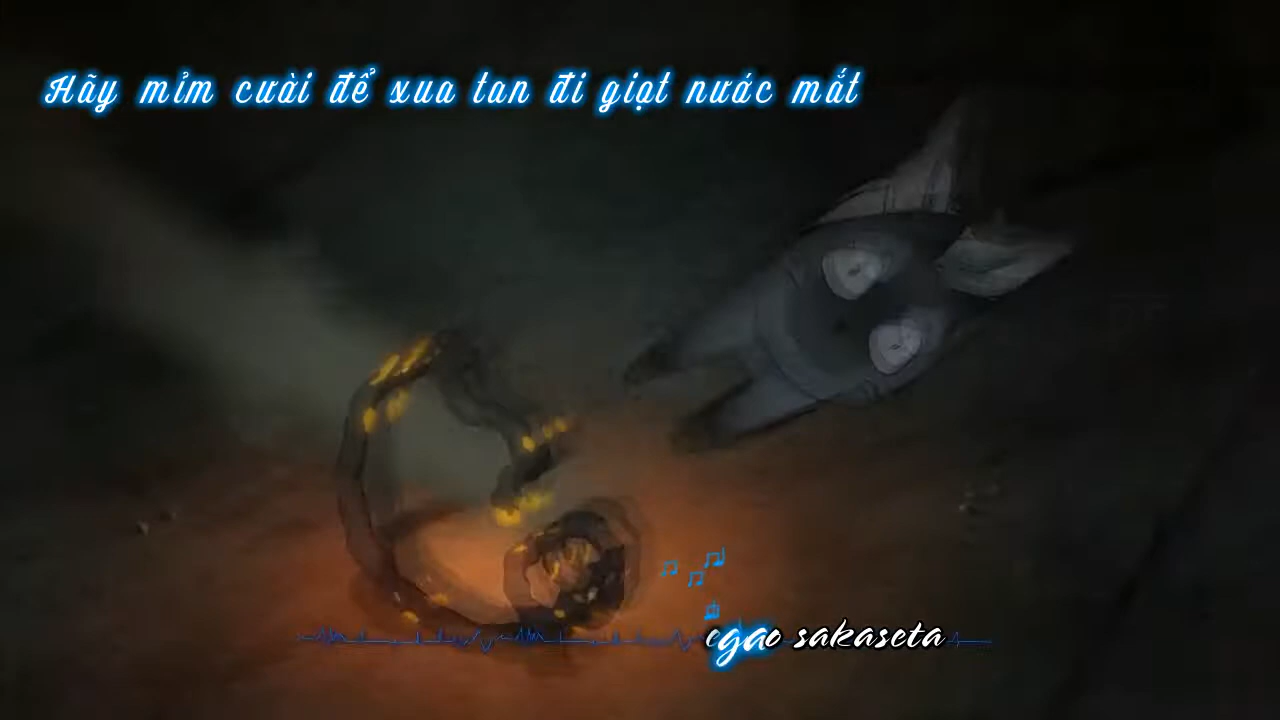 Hãy mỉm cười để xua tan đi giọt nước mắt
egao sakaseta